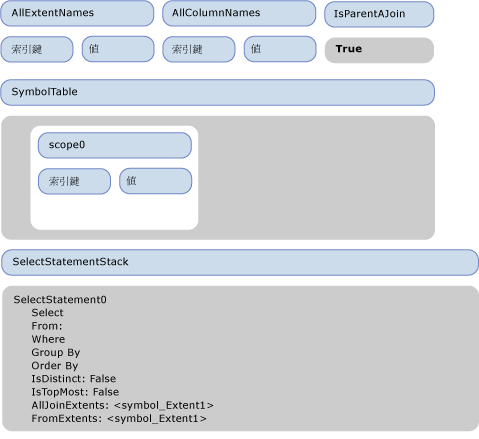 AllExtentNames
AllColumnNames
IsParentAJoin
索引鍵
值
索引鍵
值
True
SymbolTable
scope0
索引鍵
值
SelectStatementStack
SelectStatement0
Select
From:
Where
Group By
Order By
IsDistinct: False
IsTopMost: False
AllJoinExtents: <symbol_Extent1>
FromExtents: <symbol_Extent1>